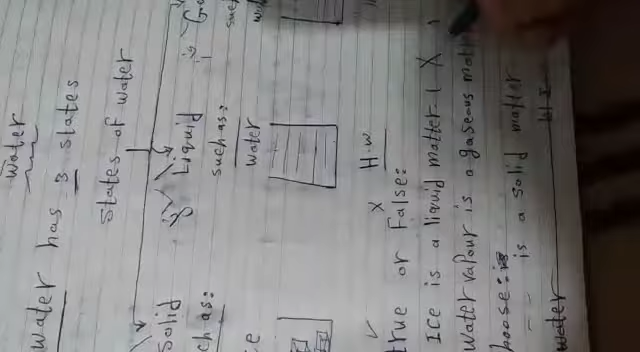 Water
Water has 3 states
States of water
Solid Liquid
such as:
water
H.w
true or False:
Ice is a liquid matter ( X )
Water vapour is a gaseous
is a solid matter
Water